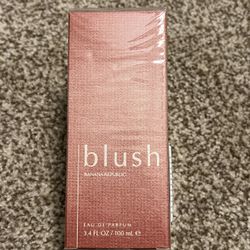 blush
BANANA REPUBLIC
EAU DE PARFUM
3.4 FL OZ / 100 mL ℮